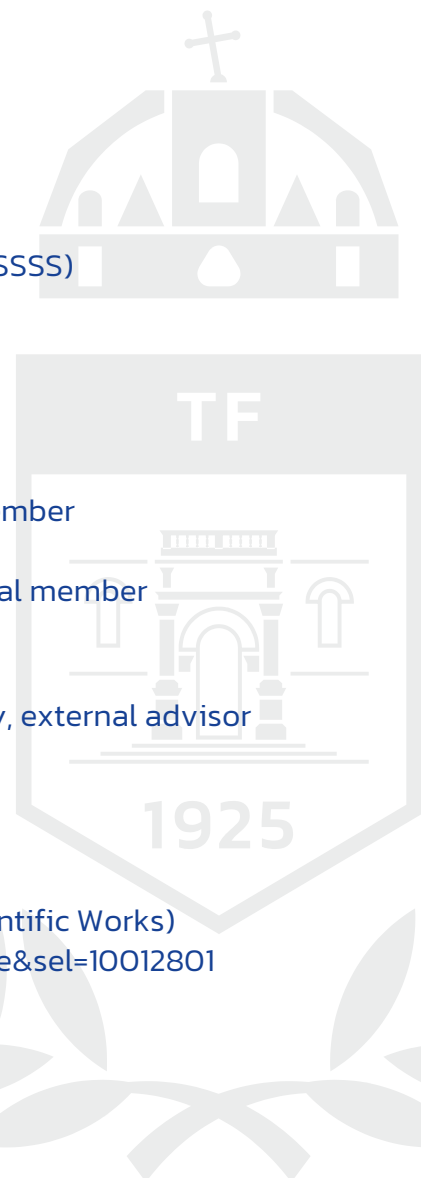 SSSS)
TF
mber
al member
, external advisor
1925
ntific Works)
e&sel=10012801